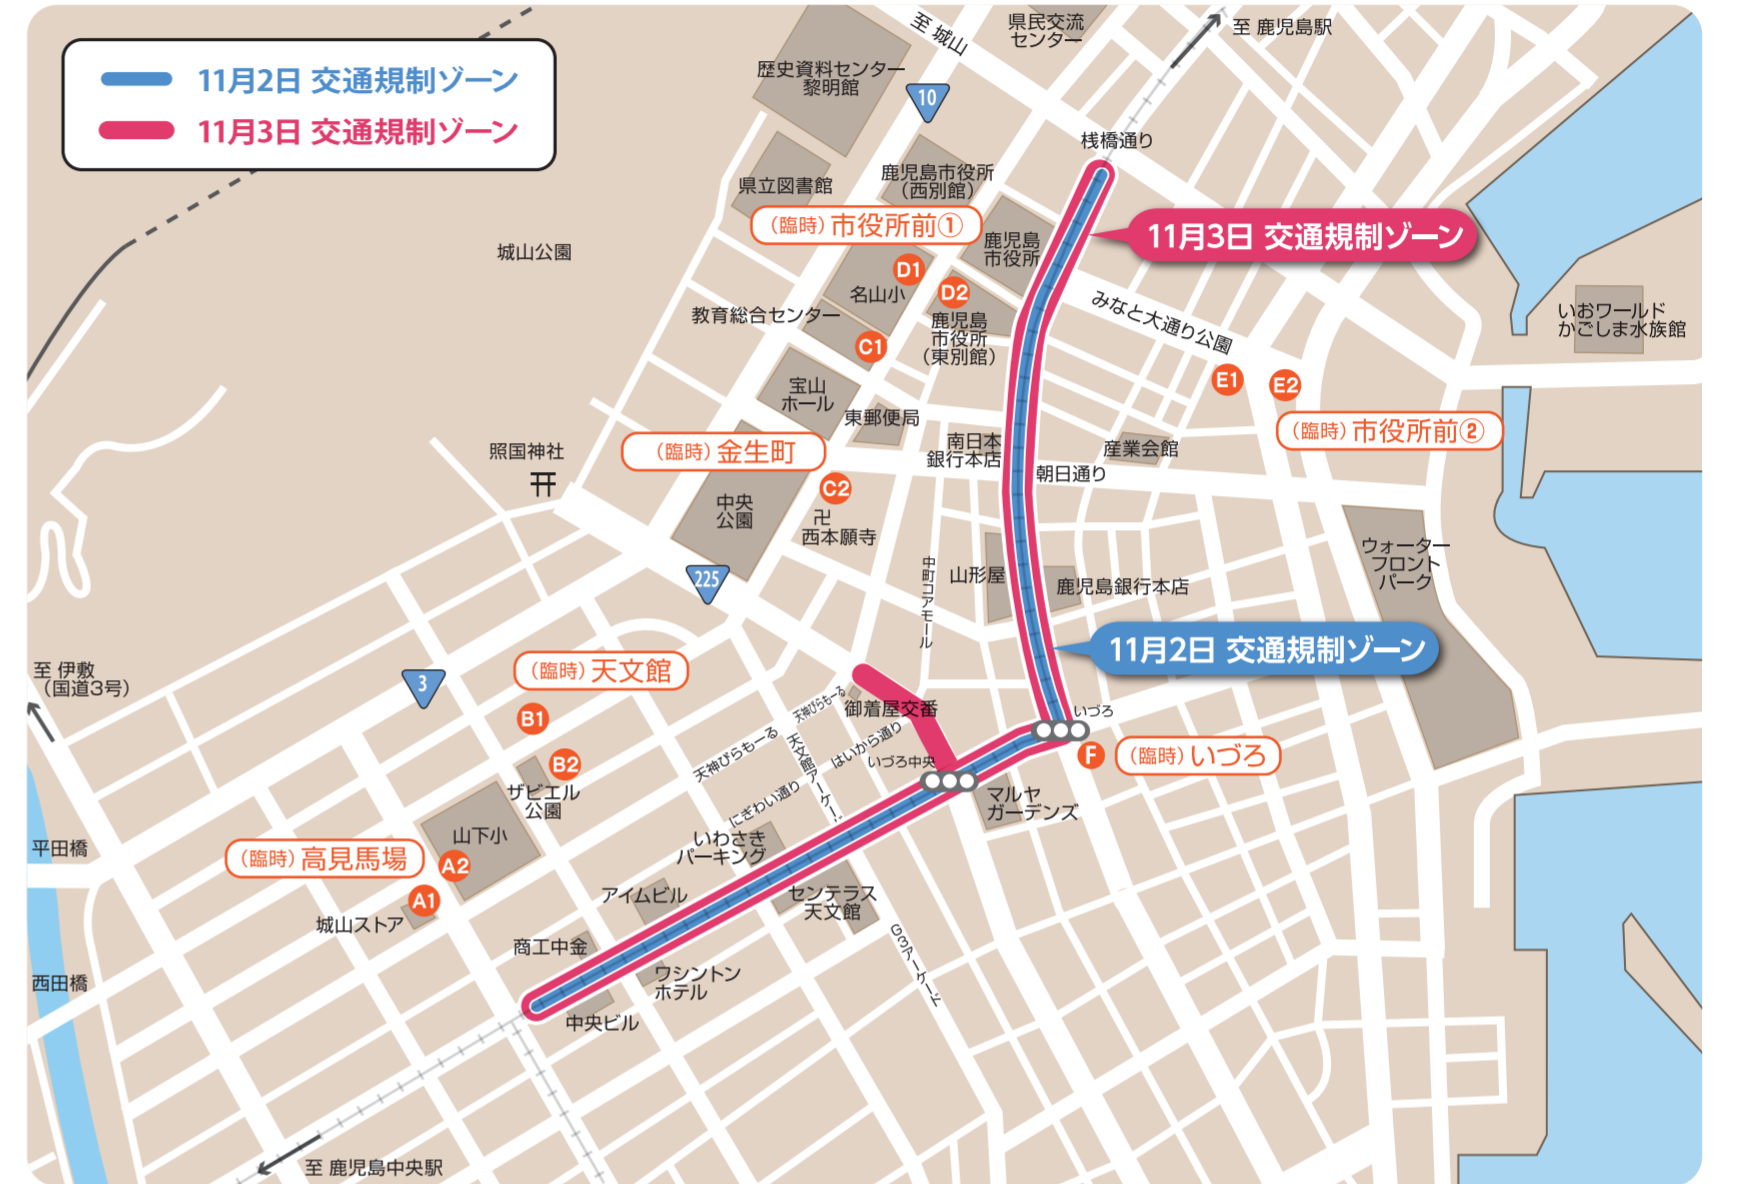 11月2日 交通規制ゾーン
11月3日 交通規制ゾーン
至 城山
県民交流
センター
至 鹿児島駅
歴史資料センター
黎明館
10
桟橋通り
県立図書館
鹿児島市役所
（西別館）
（臨時）市役所前①
鹿児島
市役所
11月3日 交通規制ゾーン
城山公園
D1
名山小
D2
教育総合センター
鹿児島
市役所
（東別館）
C1
みなと大通り公園
いおワールド
かごしま水族館
E1
E2
宝山
ホール
東郵便局
（臨時）市役所前②
照国神社
（臨時）金生町
南日本
銀行本店
産業会館
朝日通り
C2
中央
公園
卍
西本願寺
ウォーター
フロント
パーク
225
中町コアモール
山形屋
鹿児島銀行本店
11月2日 交通規制ゾーン
至 伊敷
（国道3号）
3
（臨時）天文館
天神ぴらもーる
御着屋交番
いづろ
B1
天神ぴらもーる
天文館アーケード
はいから通り
いづろ中央
F
（臨時）いづろ
B2
ザビエル
公園
にぎわい通り
マルヤ
ガーデンズ
平田橋
山下小
いわさき
パーキング
（臨時）高見馬場
A2
A1
城山ストア
アイムビル
センテラス
天文館
商工中金
G3アーケード
西田橋
ワシントン
ホテル
中央ビル
至 鹿児島中央駅